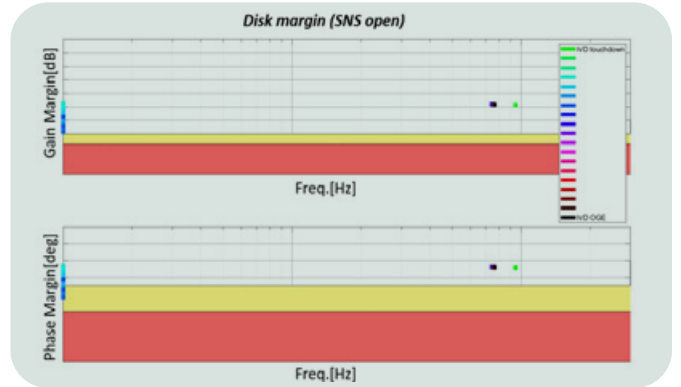 Disk margin (SNS open)
Gain Margin[dB]
IVO touchdown
IVO OGE
Freq.[Hz]
Phase Margin[deg]
Freq.[Hz]